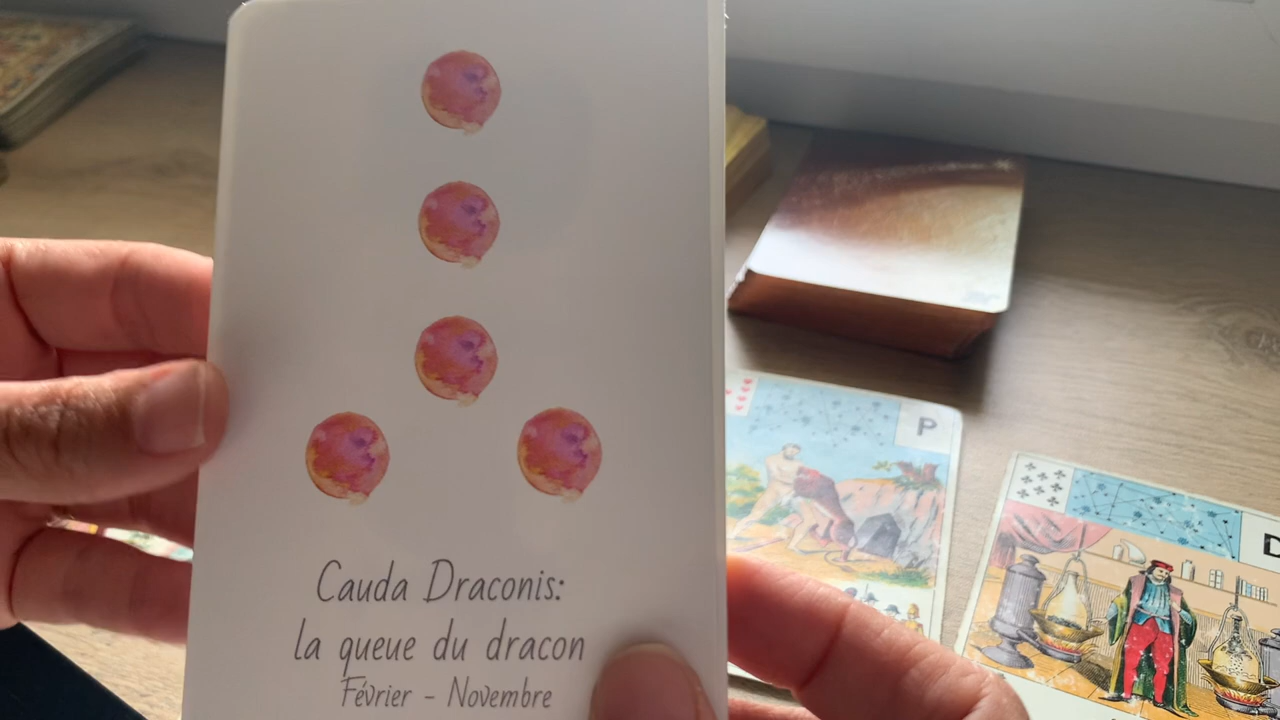 Cauda Draconis:
la queue du dracon
Février - Novembre
P
D